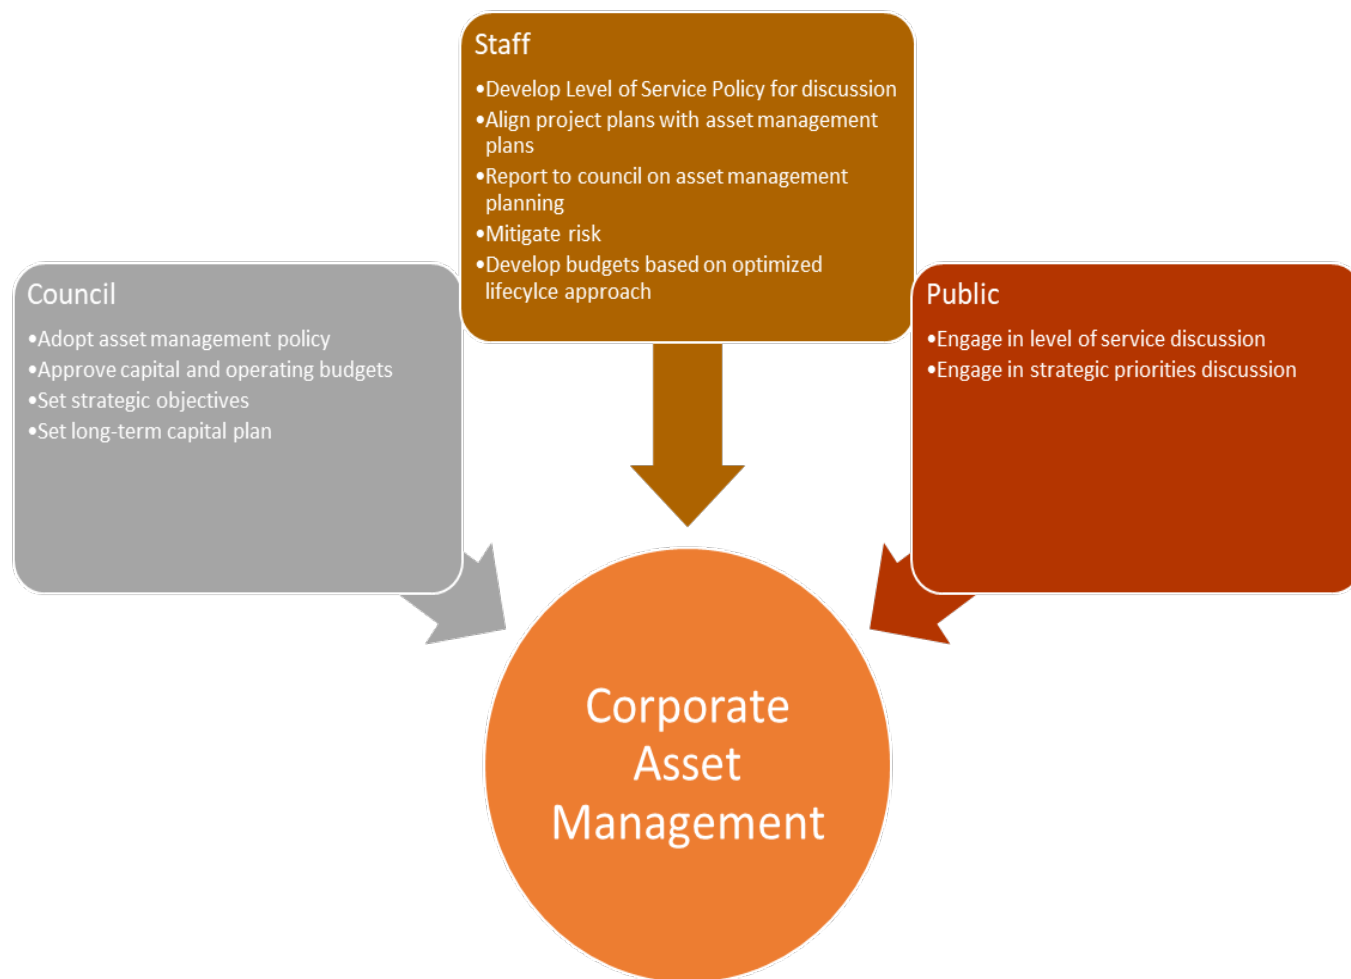 Staff
•Develop Level of Service Policy for discussion
•Align project plans with asset management
plans
•Report to council on asset management
planning
•Mitigate risk
•Develop budgets based on optimized
lifecylce approach
Council
•Adopt asset management policy
•Approve capital and operating budgets
•Set strategic objectives
•Set long-term capital plan
Public
•Engage in level of service discussion
•Engage in strategic priorities discussion
Corporate
Asset
Management